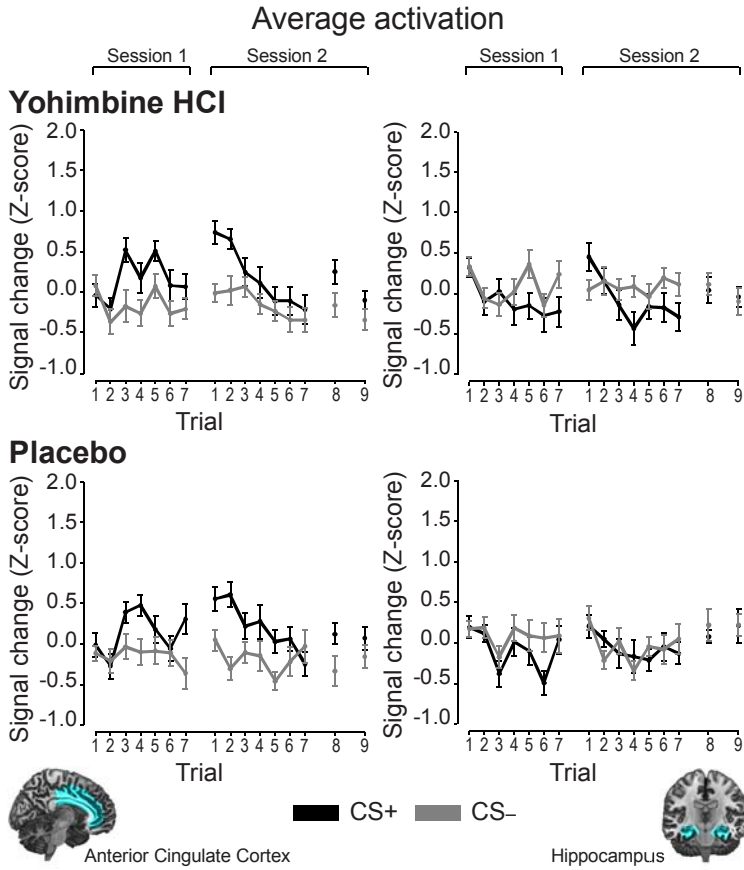 Average activation
Session 1 Session 2 Session 1 Session 2
Yohimbine HCl
Signal change (Z-score)
2.0
1.5
1.0
0.5
0.0
-0.5
-1.0
1 2 3 4 5 6 7 1 2 3 4 5 6 7 8 9
Trial
Signal change (Z-score)
2.0
1.5
1.0
0.5
0.0
-0.5
-1.0
1 2 3 4 5 6 7 1 2 3 4 5 6 7 8 9
Trial
Placebo
Signal change (Z-score)
2.0
1.5
1.0
0.5
0.0
-0.5
-1.0
1 2 3 4 5 6 7 1 2 3 4 5 6 7 8 9
Trial
Signal change (Z-score)
2.0
1.5
1.0
0.5
0.0
-0.5
-1.0
1 2 3 4 5 6 7 1 2 3 4 5 6 7 8 9
Trial
CS+ CS–
Anterior Cingulate Cortex
Hippocampus